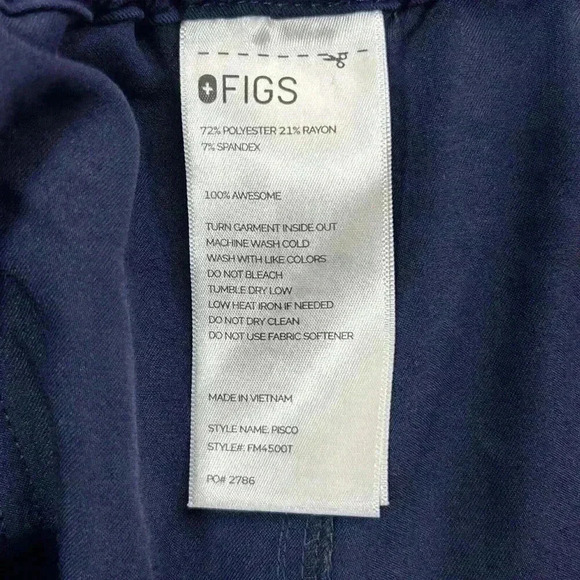 FIGS
72% POLYESTER 21% RAYON
7% SPANDEX
100% AWESOME
TURN GARMENT INSIDE OUT
MACHINE WASH COLD
WASH WITH LIKE COLORS
DO NOT BLEACH
TUMBLE DRY LOW
LOW HEAT IRON IF NEEDED
DO NOT DRY CLEAN
DO NOT USE FABRIC SOFTENER
MADE IN VIETNAM
STYLE NAME: PISCO
STYLE#: FM4500T
PO# 2786